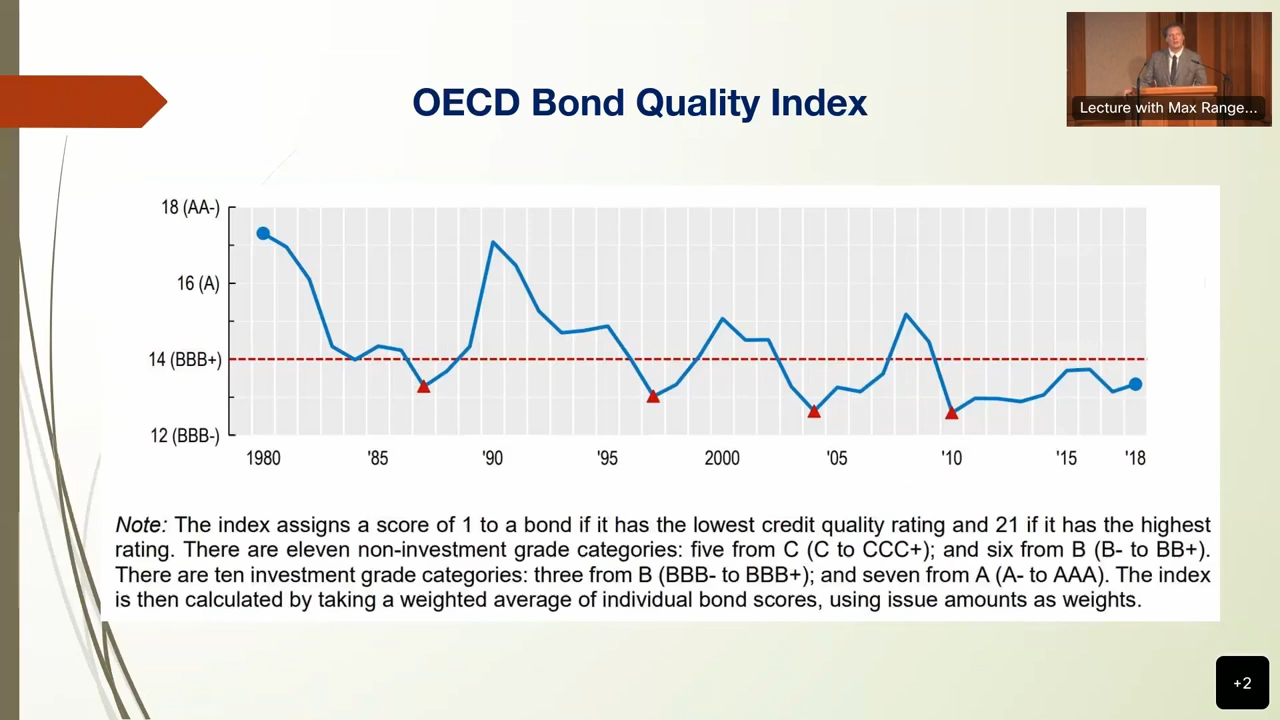 OECD Bond Quality Index
Lecture with Max Range...
18 (AA-)
16 (A)
14 (BBB+)
12 (BBB-)
1980 '85 '90 '95 2000 '05 '10 '15 '18
Note: The index assigns a score of 1 to a bond if it has the lowest credit quality rating and 21 if it has the highest
rating. There are eleven non-investment grade categories: five from C (C to CCC+); and six from B (B- to BB+).
There are ten investment grade categories: three from B (BBB- to BBB+); and seven from A (A- to AAA). The index
is then calculated by taking a weighted average of individual bond scores, using issue amounts as weights.
+2